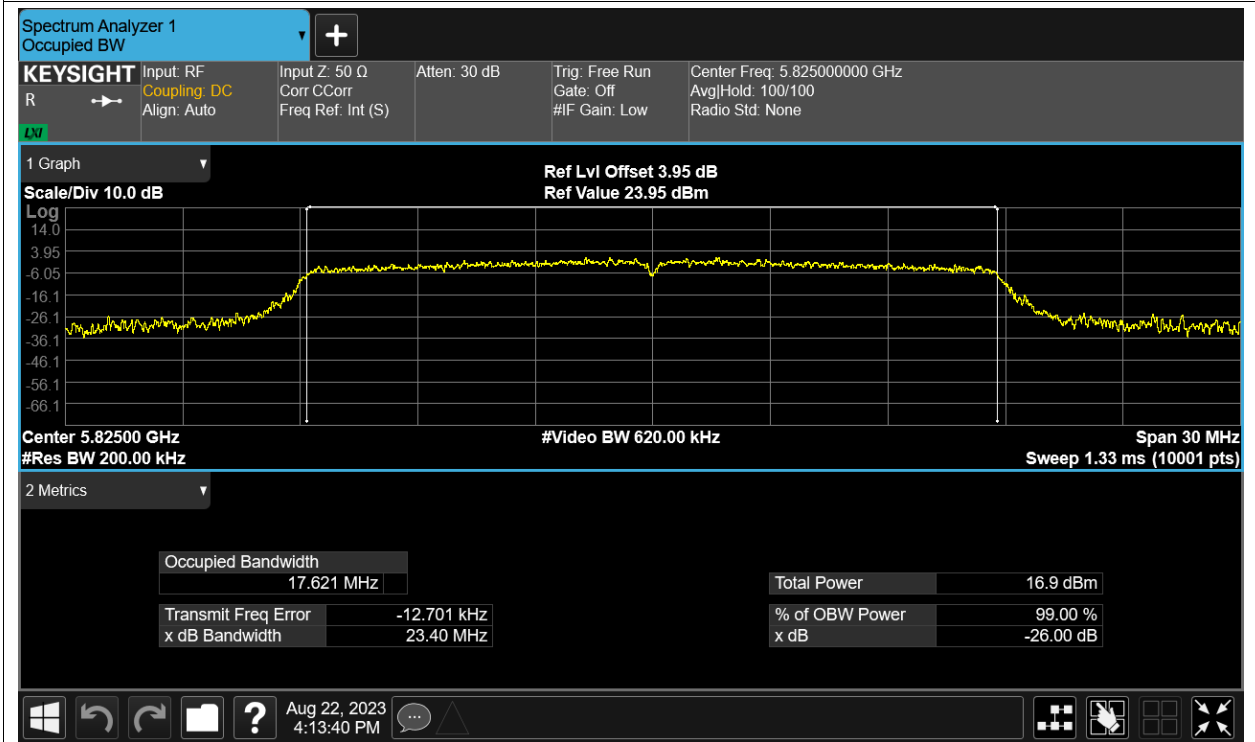 Spectrum Analyzer 1
Occupied BW
KEYSIGHT
R
LXI
Input: RF
Coupling: DC
Align: Auto
Input Z: 50 Ω
Corr CCorr
Freq Ref: Int (S)
Atten: 30 dB
Trig: Free Run
Gate: Off
#IF Gain: Low
Center Freq: 5.825000000 GHz
Avg|Hold: 100/100
Radio Std: None
1 Graph
Scale/Div 10.0 dB
Ref Lvl Offset 3.95 dB
Ref Value 23.95 dBm
Log
14.0
3.95
-6.05
-16.1
-26.1
-36.1
-46.1
-56.1
-66.1
Center 5.82500 GHz
#Video BW 620.00 kHz
Span 30 MHz
#Res BW 200.00 kHz
Sweep 1.33 ms (10001 pts)
2 Metrics
Occupied Bandwidth
17.621 MHz
Total Power 16.9 dBm
Transmit Freq Error -12.701 kHz
% of OBW Power 99.00 %
x dB Bandwidth 23.40 MHz
x dB -26.00 dB
?
Aug 22, 2023
4:13:40 PM